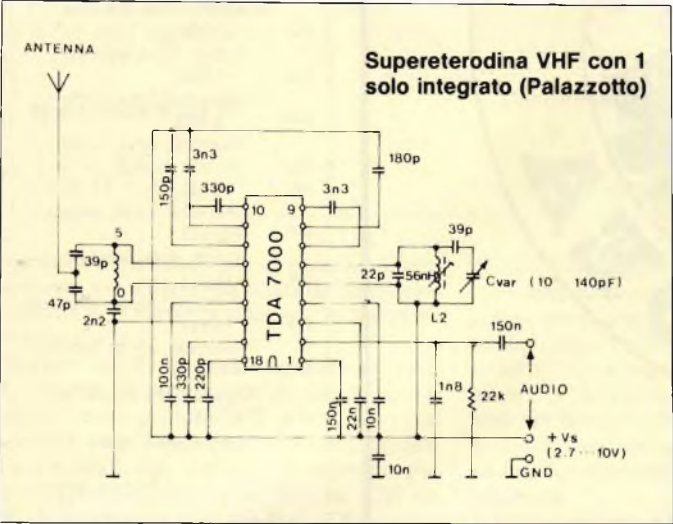 ANTENNA
Supereterodina VHF con 1
solo integrato (Palazzotto)
3n3
180p
150p
330p
3n3
10
9
39p
5
TDA 7000
39p
22p
56nH
Cvar (10 140pF)
0
47p
L2
2n2
150n
100n
330p
220p
18
1
150n
22n
10n
1n8
22k
AUDIO
+ Vs
(2.7 ··· 10V)
10n
GND